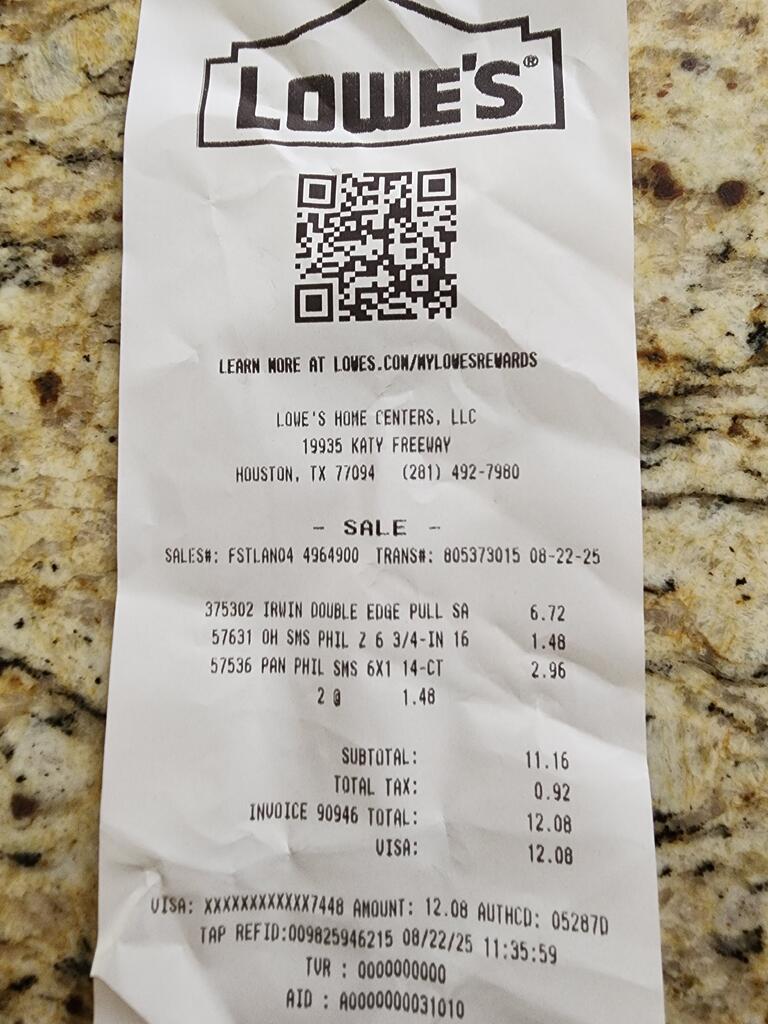 LOWE'S®
LEARN MORE AT LOWES.COM/MYLOWESREWARDS
LOWE'S HOME CENTERS, LLC
19935 KATY FREEWAY
HOUSTON, TX 77094 (281) 492-7980
- SALE -
SALES#: FSTLAN04 4964900 TRANS#: 805373015 08-22-25
375302 IRWIN DOUBLE EDGE PULL SA 6.72
57631 OH SMS PHIL Z 6 3/4-IN 16 1.48
57536 PAN PHIL SMS 6X1 14-CT 2.96
2 @ 1.48
SUBTOTAL: 11.16
TOTAL TAX: 0.92
INVOICE 90946 TOTAL: 12.08
VISA: 12.08
VISA: XXXXXXXXXXXX7448 AMOUNT: 12.08 AUTHCD: 05287D
TAP REFID:009825946215 08/22/25 11:35:59
TVR : 0000000000
AID : A0000000031010